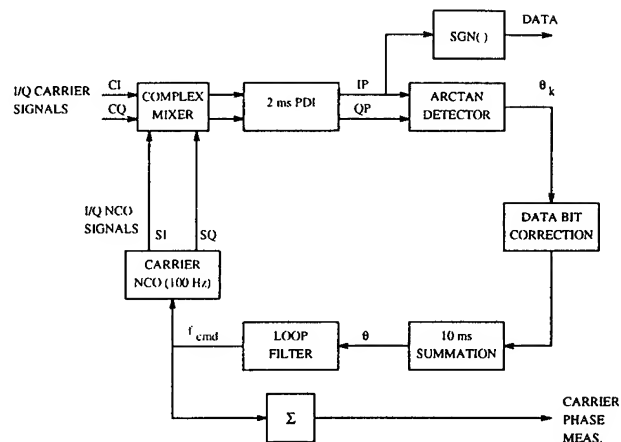 SGN( )
DATA
I/Q CARRIER
SIGNALS
CI
CQ
COMPLEX
MIXER
2 ms PDI
IP
QP
ARCTAN
DETECTOR
θk
I/Q NCO
SIGNALS
SI
SQ
DATA BIT
CORRECTION
CARRIER
NCO (100 Hz)
f cmd
LOOP
FILTER
θ
10 ms
SUMMATION
Σ
CARRIER
PHASE
MEAS.